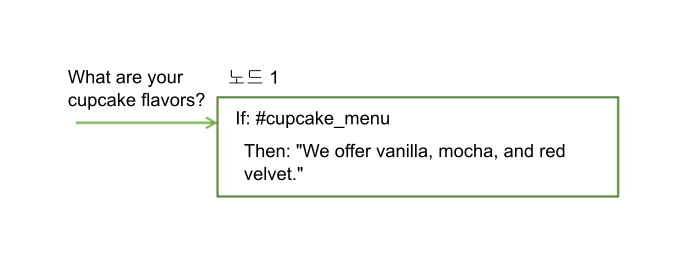 What are your
cupcake flavors?
노드 1
If: #cupcake_menu
Then: "We offer vanilla, mocha, and red
velvet."